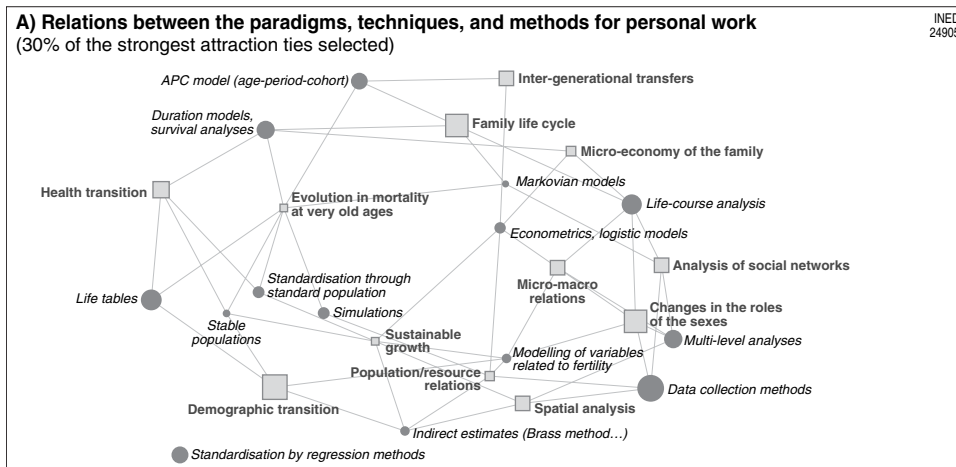 A) Relations between the paradigms, techniques, and methods for personal work
(30% of the strongest attraction ties selected)
INED
24905
APC model (age-period-cohort)
Inter-generational transfers
Duration models,
survival analyses
Family life cycle
Micro-economy of the family
Health transition
Evolution in mortality
at very old ages
Markovian models
Life-course analysis
Econometrics, logistic models
Analysis of social networks
Micro-macro
relations
Life tables
Standardisation through
standard population
Simulations
Stable
populations
Changes in the roles
of the sexes
Sustainable
growth
Multi-level analyses
Modelling of variables
related to fertility
Population/resource
relations
Data collection methods
Demographic transition
Spatial analysis
Indirect estimates (Brass method…)
Standardisation by regression methods